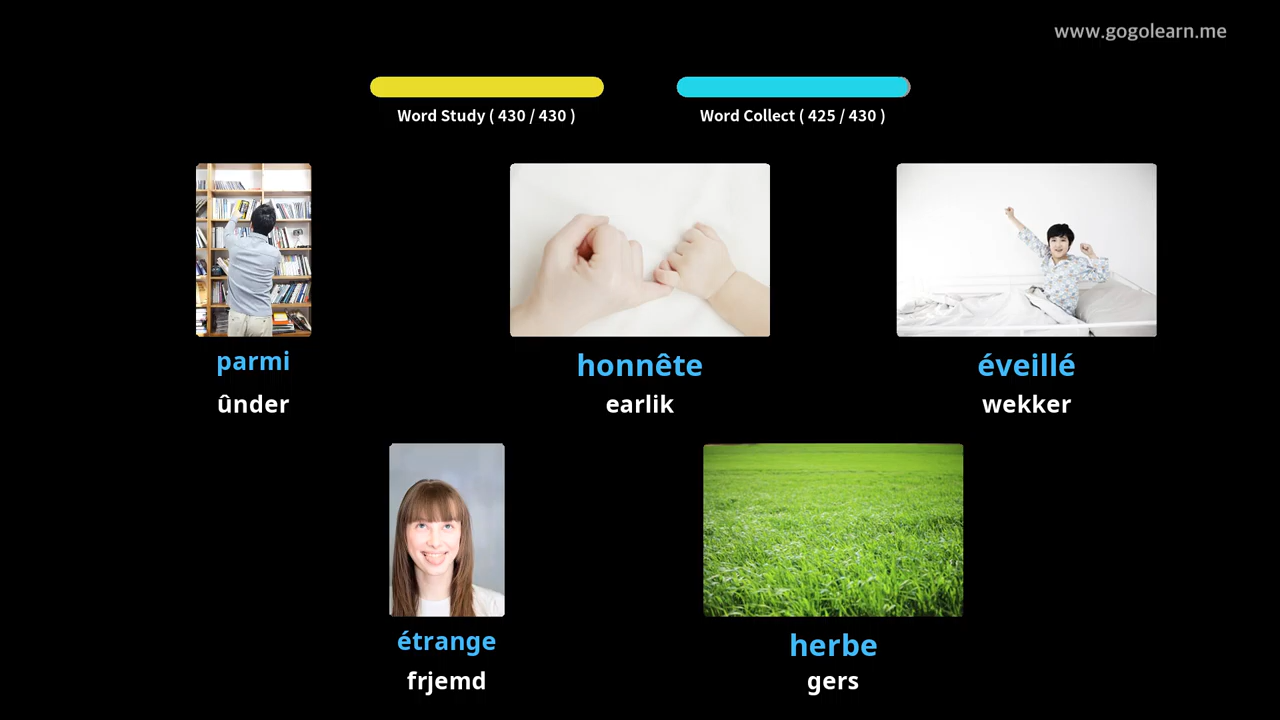 www.gogolearn.me
Word Study ( 430 / 430 )
Word Collect ( 425 / 430 )
parmi
ûnder
honnête
earlik
éveillé
wekker
étrange
frjemd
herbe
gers